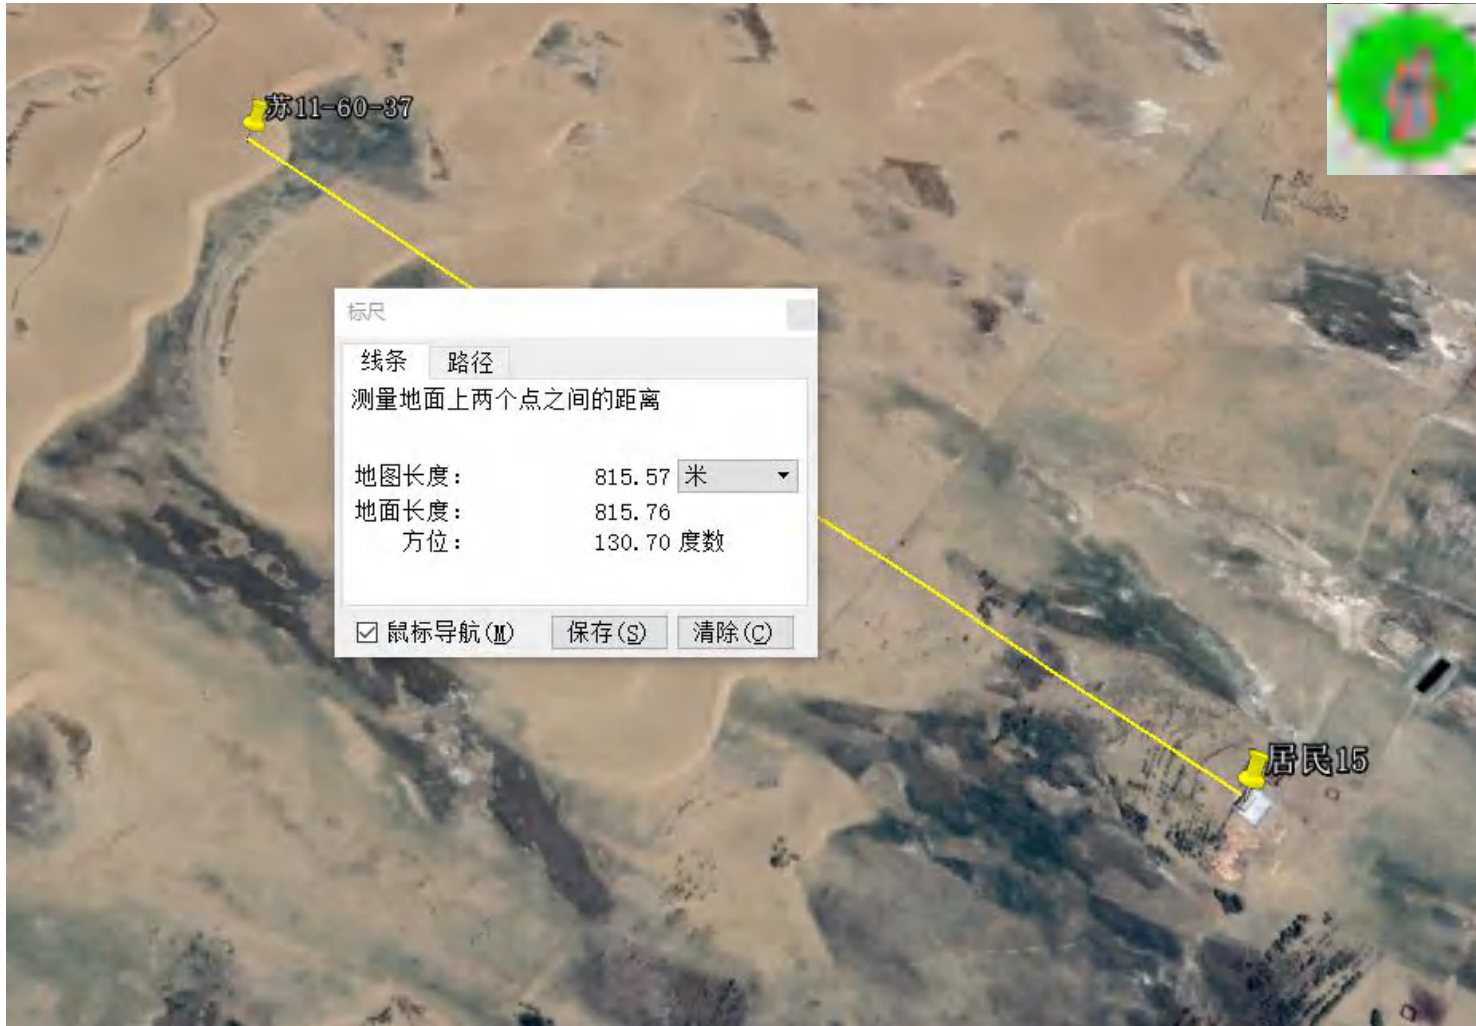 苏11-60-37
标尺
线条 路径
测量地面上两个点之间的距离
地图长度： 815.57 米
地面长度： 815.76
方位： 130.70 度数
鼠标导航(M) 保存(S) 清除(C)
居民15